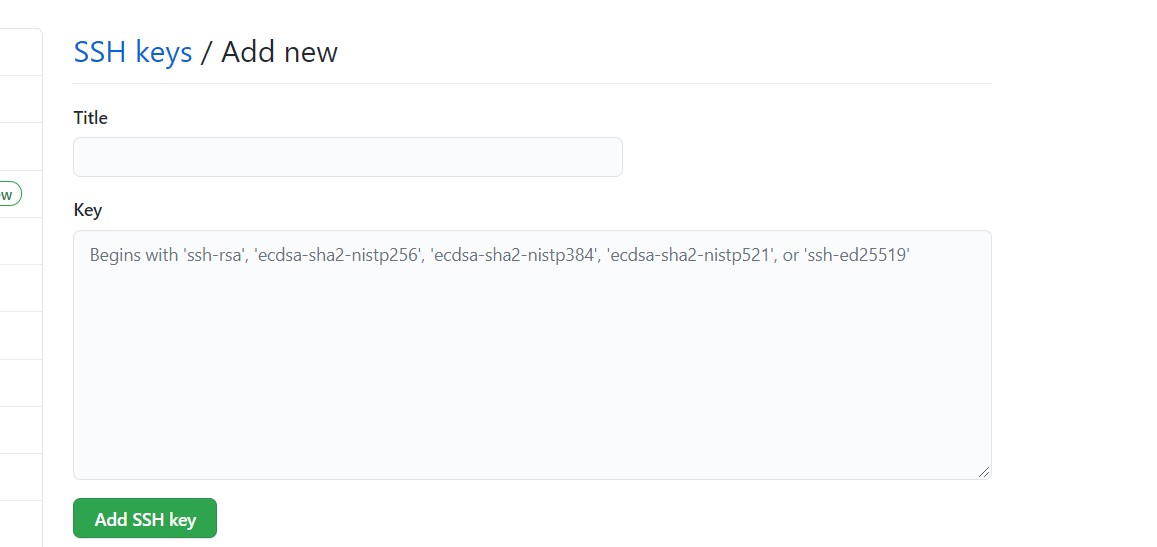 SSH keys / Add new
Title
Key
Begins with 'ssh-rsa', 'ecdsa-sha2-nistp256', 'ecdsa-sha2-nistp384', 'ecdsa-sha2-nistp521', or 'ssh-ed25519'
Add SSH key